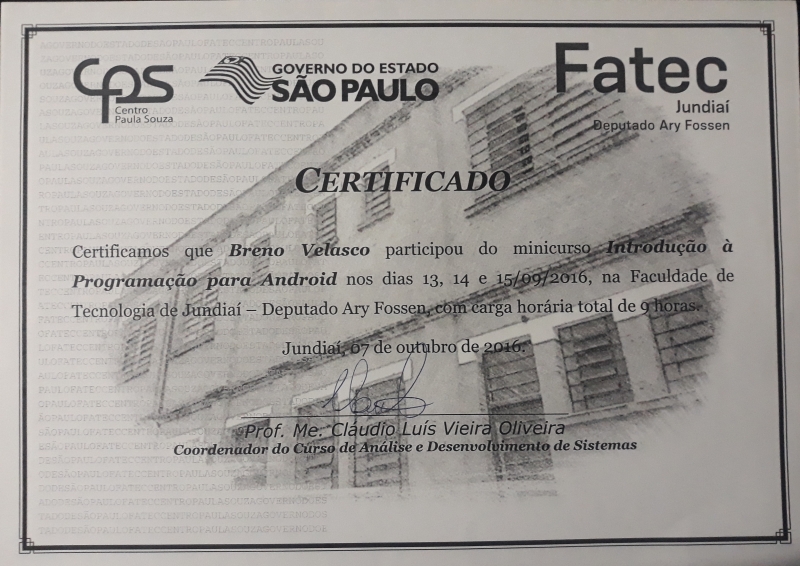 cps
Centro
Paula Souza
GOVERNO DO ESTADO
SÃO PAULO
Fatec
Jundiaí
Deputado Ary Fossen
CERTIFICADO
Certificamos que Breno Velasco participou do minicurso Introdução à
Programação para Android nos dias 13, 14 e 15/09/2016, na Faculdade de
Tecnologia de Jundiaí – Deputado Ary Fossen, com carga horária total de 9 horas.
Jundiaí, 07 de outubro de 2016.
Prof. Me. Cláudio Luís Vieira Oliveira
Coordenador do Curso de Análise e Desenvolvimento de Sistemas